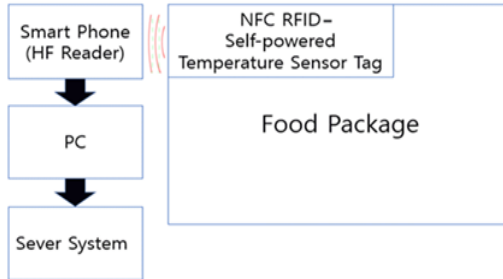 Smart Phone
(HF Reader)
NFC RFID–
Self-powered
Temperature Sensor Tag
Food Package
PC
Sever System